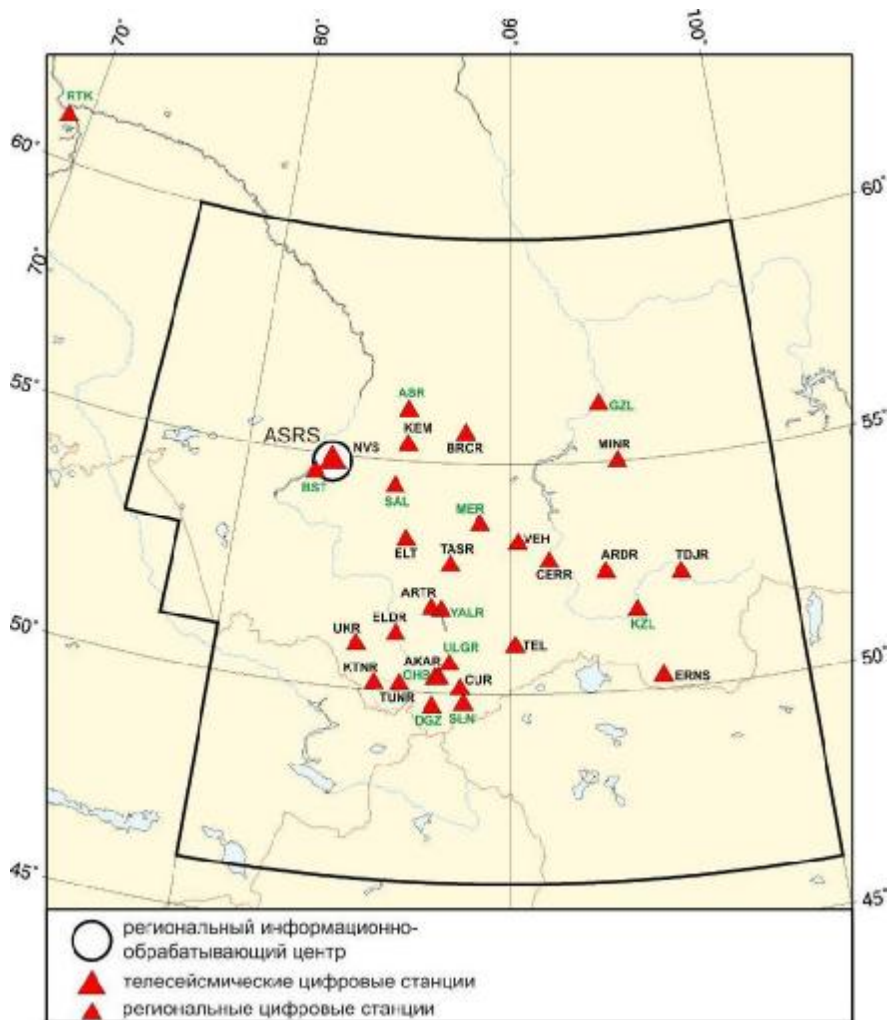 70°
80°
90°
100°
RTK
60°
60°
70°
55°
55°
ASR
KEM
BRCR
GZL
MINR
ASRS
NVS
BST
SAL
MER
VEH
ELT
TASR
CERR
ARDR
TDJR
ARTR
YALR
KZL
50°
50°
UKR
ELDR
ULGR
TEL
KTNR
AKAR
CUR
ERNS
TUNR
DGZ
SLN
45°
45°
региональный информационно-
обрабатывающий центр
телесейсмические цифровые станции
региональные цифровые станции